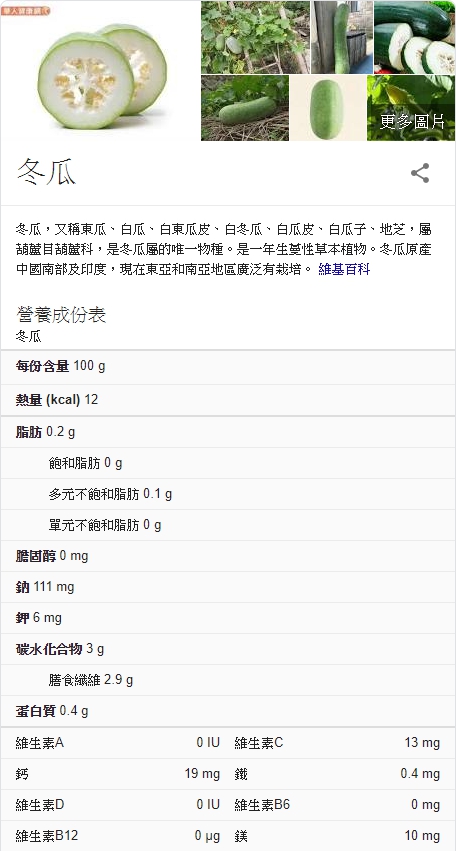 華人健康網
更多圖片
冬瓜
冬瓜，又稱東瓜、白瓜、白東瓜皮、白冬瓜、白瓜皮、白瓜子、地芝，屬
葫蘆目葫蘆科，是冬瓜屬的唯一物種。是一年生蔓性草本植物。冬瓜原產
中國南部及印度，現在東亞和南亞地區廣泛有栽培。 維基百科
營養成份表
冬瓜
每份含量 100 g
熱量 (kcal) 12
脂肪 0.2 g
飽和脂肪 0 g
多元不飽和脂肪 0.1 g
單元不飽和脂肪 0 g
膽固醇 0 mg
鈉 111 mg
鉀 6 mg
碳水化合物 3 g
膳食纖維 2.9 g
蛋白質 0.4 g
維生素A 0 IU 維生素C 13 mg
鈣 19 mg 鐵 0.4 mg
維生素D 0 IU 維生素B6 0 mg
維生素B12 0 µg 鎂 10 mg